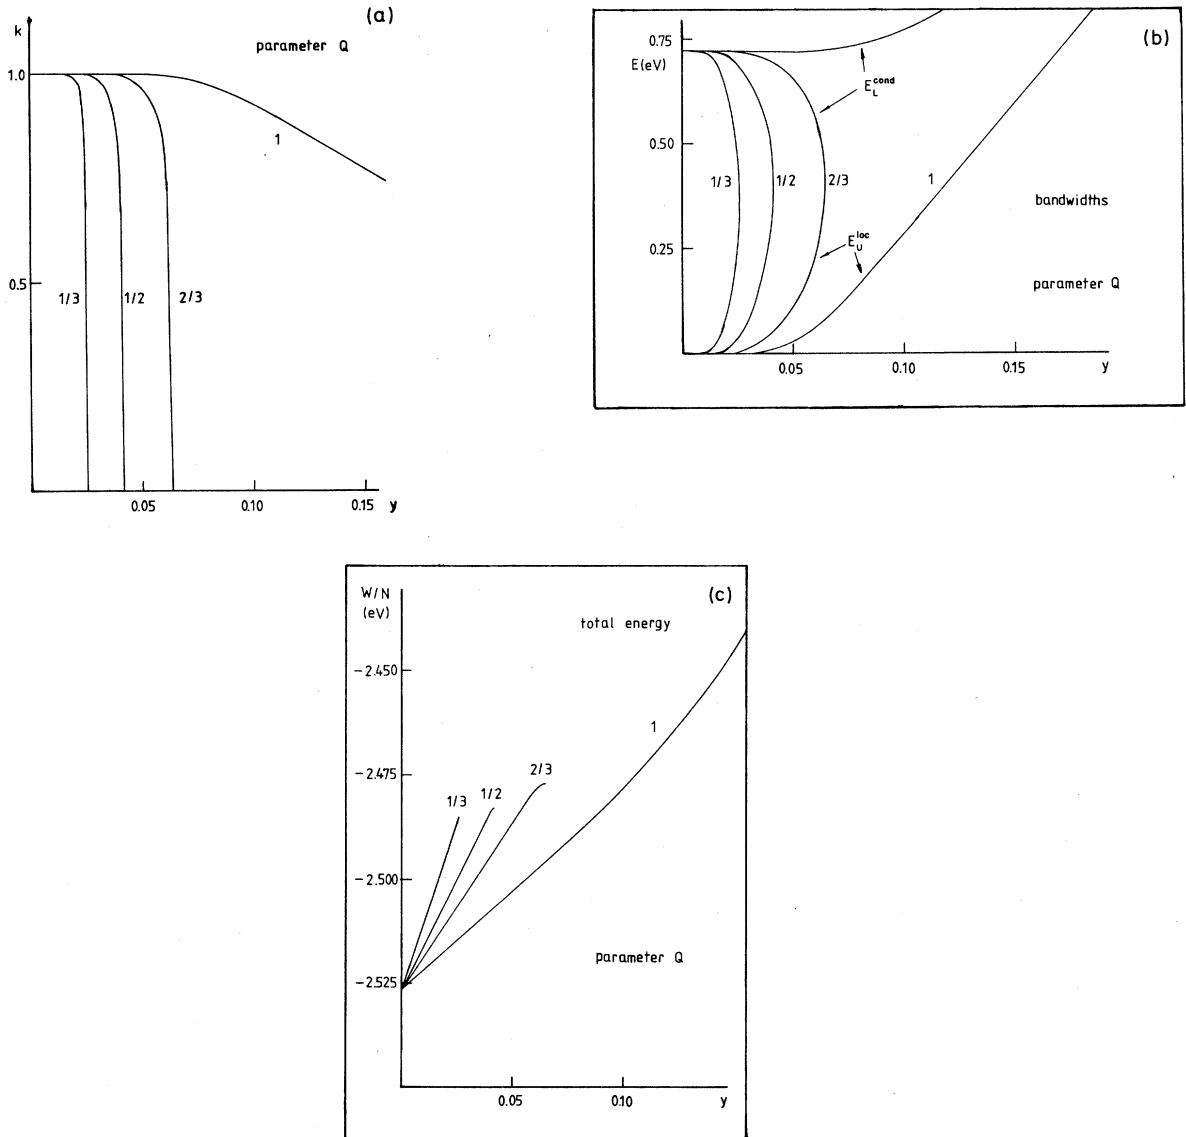 (a)
k
parameter Q
1.0
1
0.5
1/3 1/2 2/3
0.05 0.10 0.15 y
(b)
0.75
E(eV)
E_L^cond
0.50
1/3 1/2 2/3 1
bandwidths
E_U^loc
0.25
parameter Q
0.05 0.10 0.15 y
(c)
W/N
(eV)
total energy
-2.450
1
-2.475
2/3
1/3 1/2
-2.500
parameter Q
-2.525
0.05 0.10 y